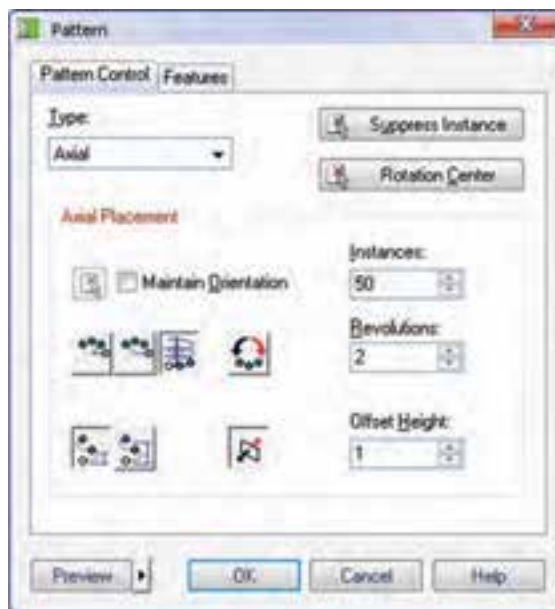 Pattern
Pattern Control Features
Type:
Axial
Suppress Instance
Rotation Center
Axial Placement
Maintain Orientation
Instances:
50
Revolutions:
2
Offset Height:
1
Preview OK Cancel Help